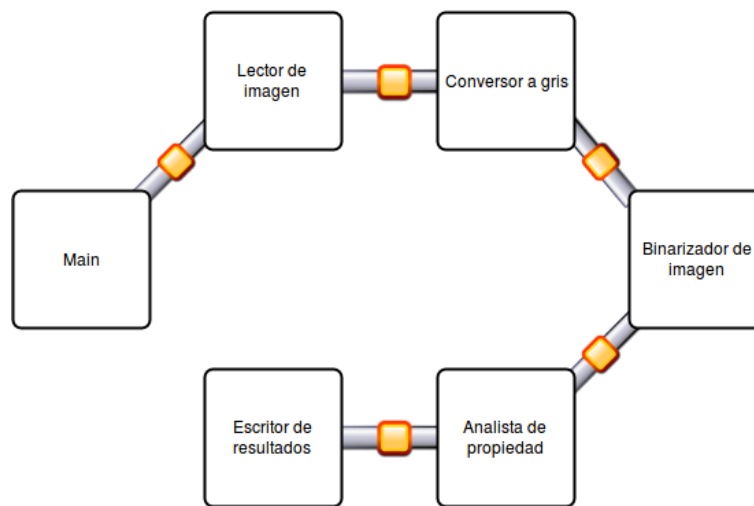 Lector de
imagen
Conversor a gris
Main
Binarizador de
imagen
Escritor de
resultados
Analista de
propiedad